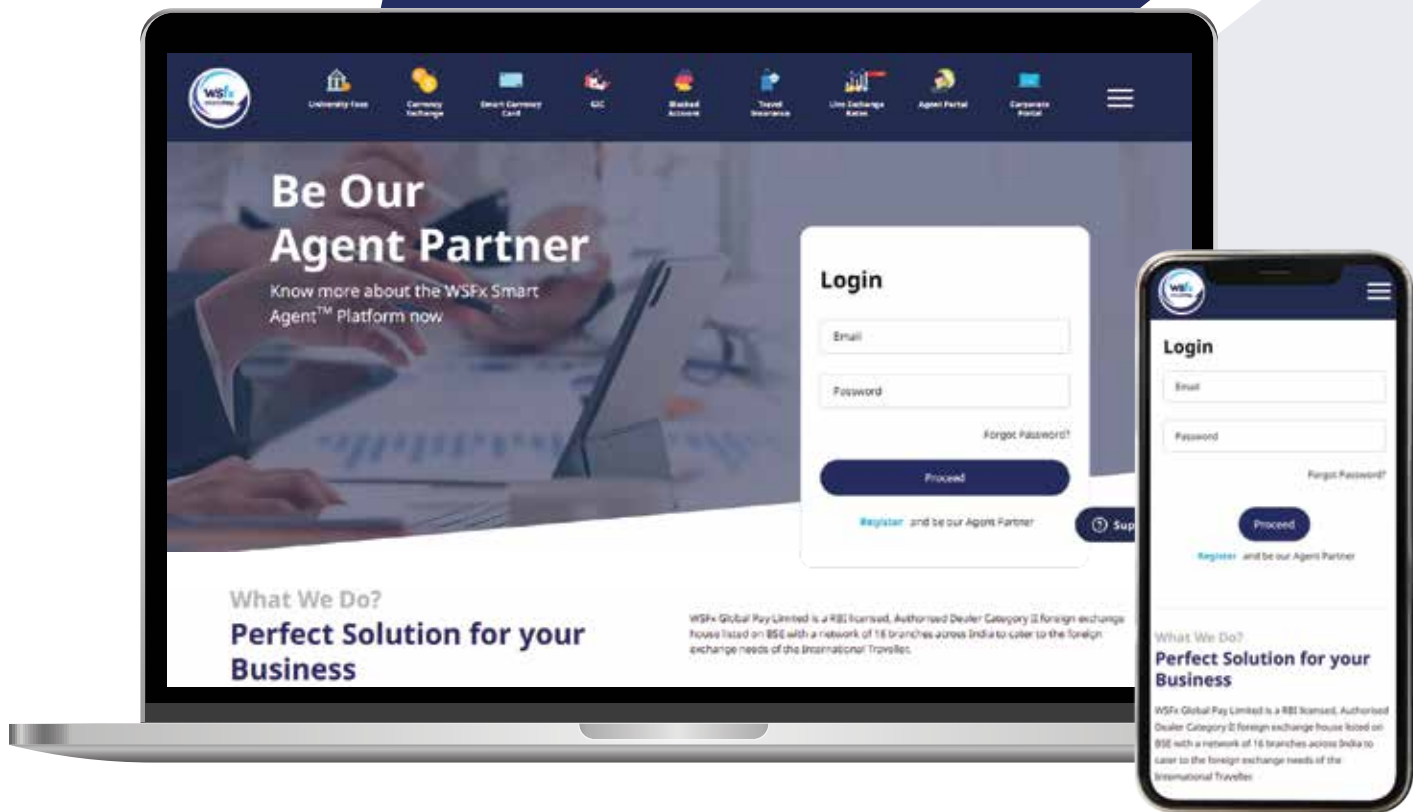 WSFx
University Fees
Currency
Exchange
Smart Currency
Card
GIC
Blocked
Account
Travel
Insurance
Live Exchange
Rates
Agent Portal
Corporate
Portal
Be Our
Agent Partner
Know more about the WSFx Smart
Agent™ Platform now
Login
Email
Password
Forgot Password?
Proceed
Register and be our Agent Partner
Sup
What We Do?
Perfect Solution for your
Business
WSFx Global Pay Limited is a RBI licensed, Authorised Dealer Category II foreign exchange
house listed on BSE with a network of 16 branches across India to cater to the foreign
exchange needs of the International Traveller.
WSFx
Login
Email
Password
Forgot Password?
Proceed
Register and be our Agent Partner
What We Do?
Perfect Solution for your
Business
WSFx Global Pay Limited is a RBI licensed, Authorised
Dealer Category II foreign exchange house listed on
BSE with a network of 16 branches across India to
cater to the foreign exchange needs of the
International Traveller.